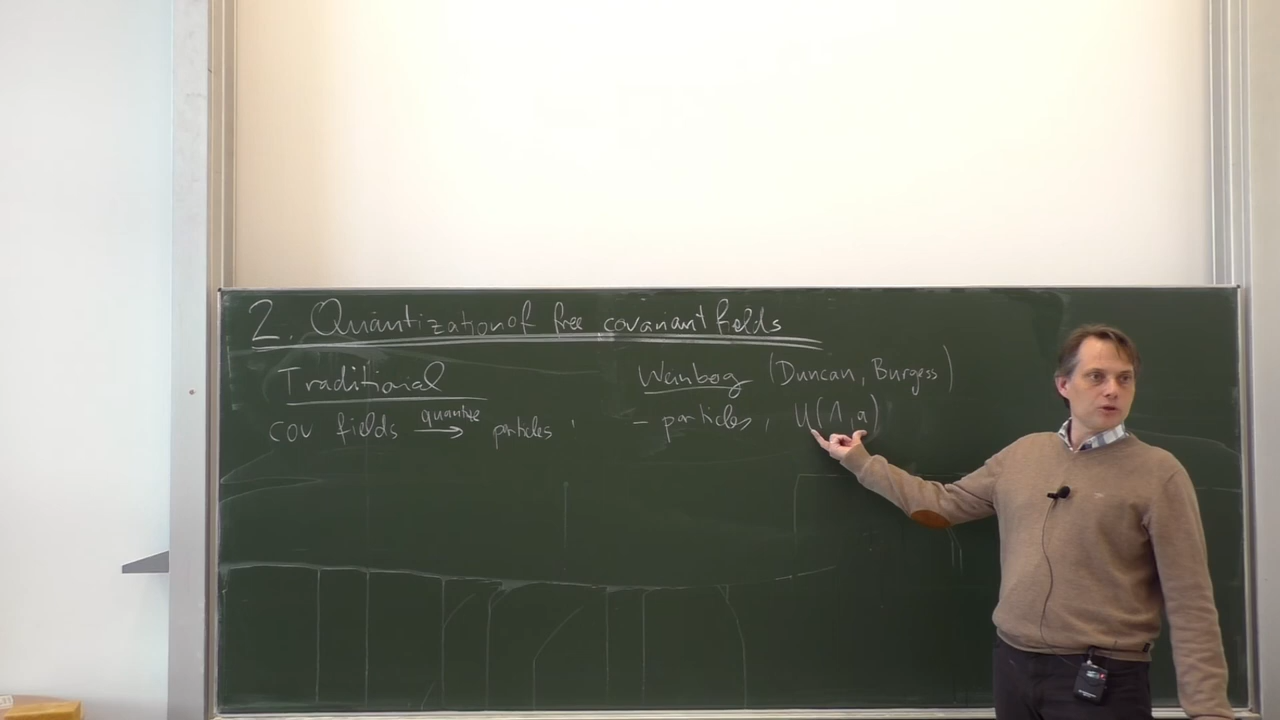 2. Quantization of free covariant fields
Traditional
cov fields quantize → particles ,
Weinberg (Duncan, Burgess)
- particles, U(Λ,a)